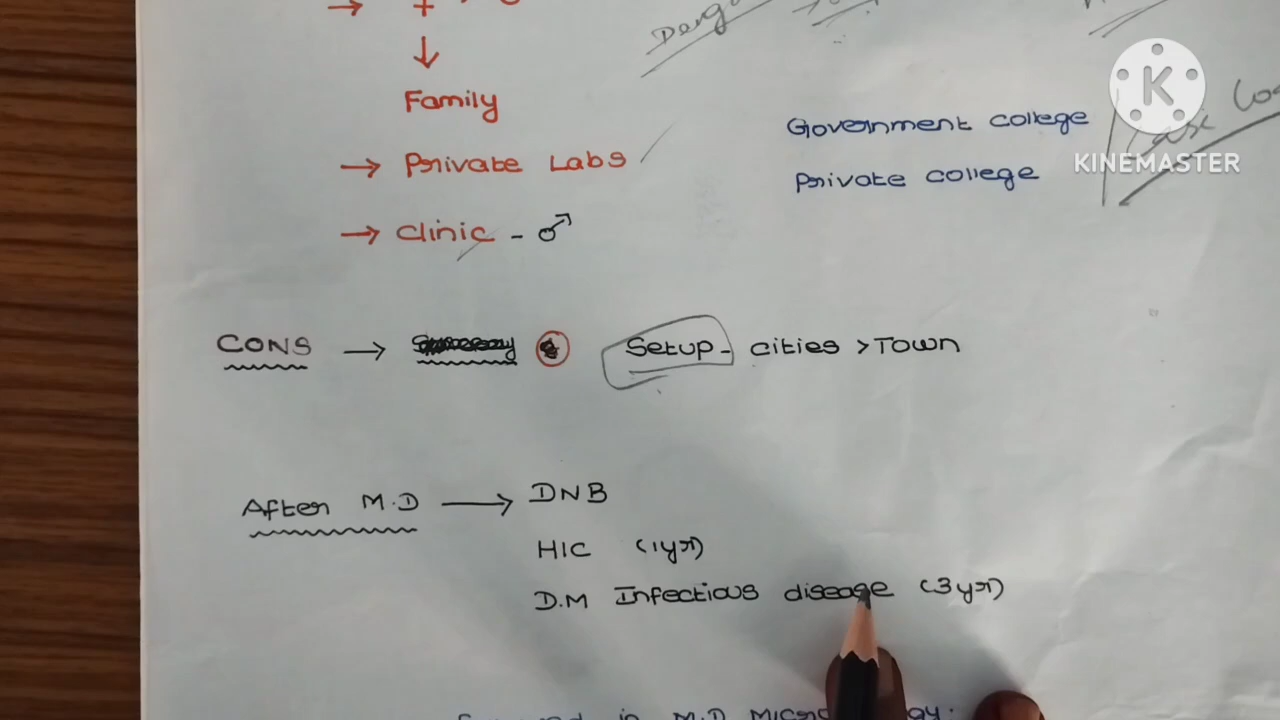 → +
↓
Family
→ Private Labs
→ Clinic - ♂
Government college
Private college
KINEMASTER
CONS → Setup - cities > Town
After M.D → DNB
HIC (1yr)
D.M Infectious disease (3yr)
in M.D